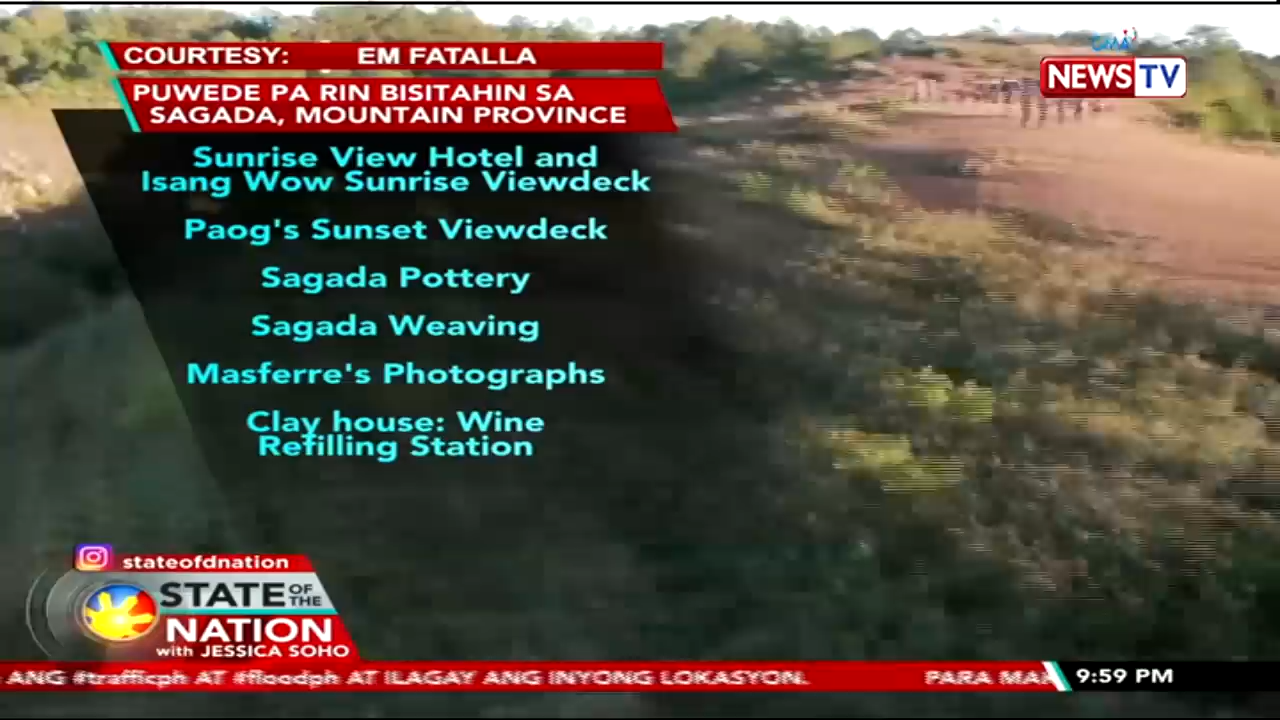 COURTESY: EM FATALLA
GMA
NEWS TV
PUWEDE PA RIN BISITAHIN SA
SAGADA, MOUNTAIN PROVINCE
Sunrise View Hotel and
Isang Wow Sunrise Viewdeck
Paog's Sunset Viewdeck
Sagada Pottery
Sagada Weaving
Masferre's Photographs
Clay house: Wine
Refilling Station
stateofdnation
STATE OF THE
NATION
with JESSICA SOHO
ANG #trafficph AT #floodph AT ILAGAY ANG INYONG LOKASYON. PARA
9:59 PM